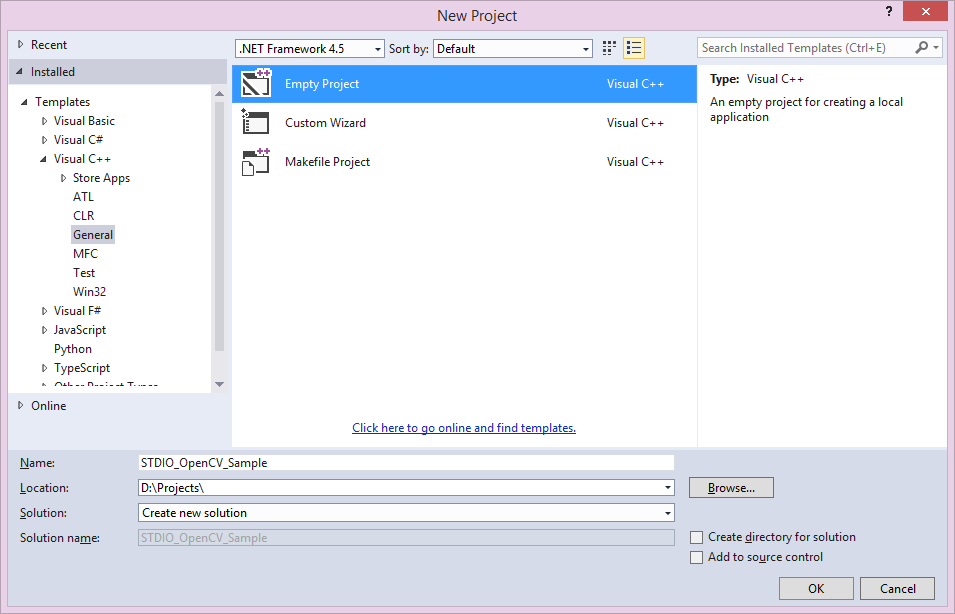 New Project
?
Recent
Installed
Templates
Visual Basic
Visual C#
Visual C++
Store Apps
ATL
CLR
General
MFC
Test
Win32
Visual F#
JavaScript
Python
TypeScript
Other Project Types
Online
.NET Framework 4.5
Sort by:
Default
Search Installed Templates (Ctrl+E)
Empty Project Visual C++
Custom Wizard Visual C++
Makefile Project Visual C++
Click here to go online and find templates.
Type: Visual C++
An empty project for creating a local
application
Name: STDIO_OpenCV_Sample
Location: D:\Projects\ Browse...
Solution: Create new solution
Solution name: STDIO_OpenCV_Sample
Create directory for solution
Add to source control
OK Cancel